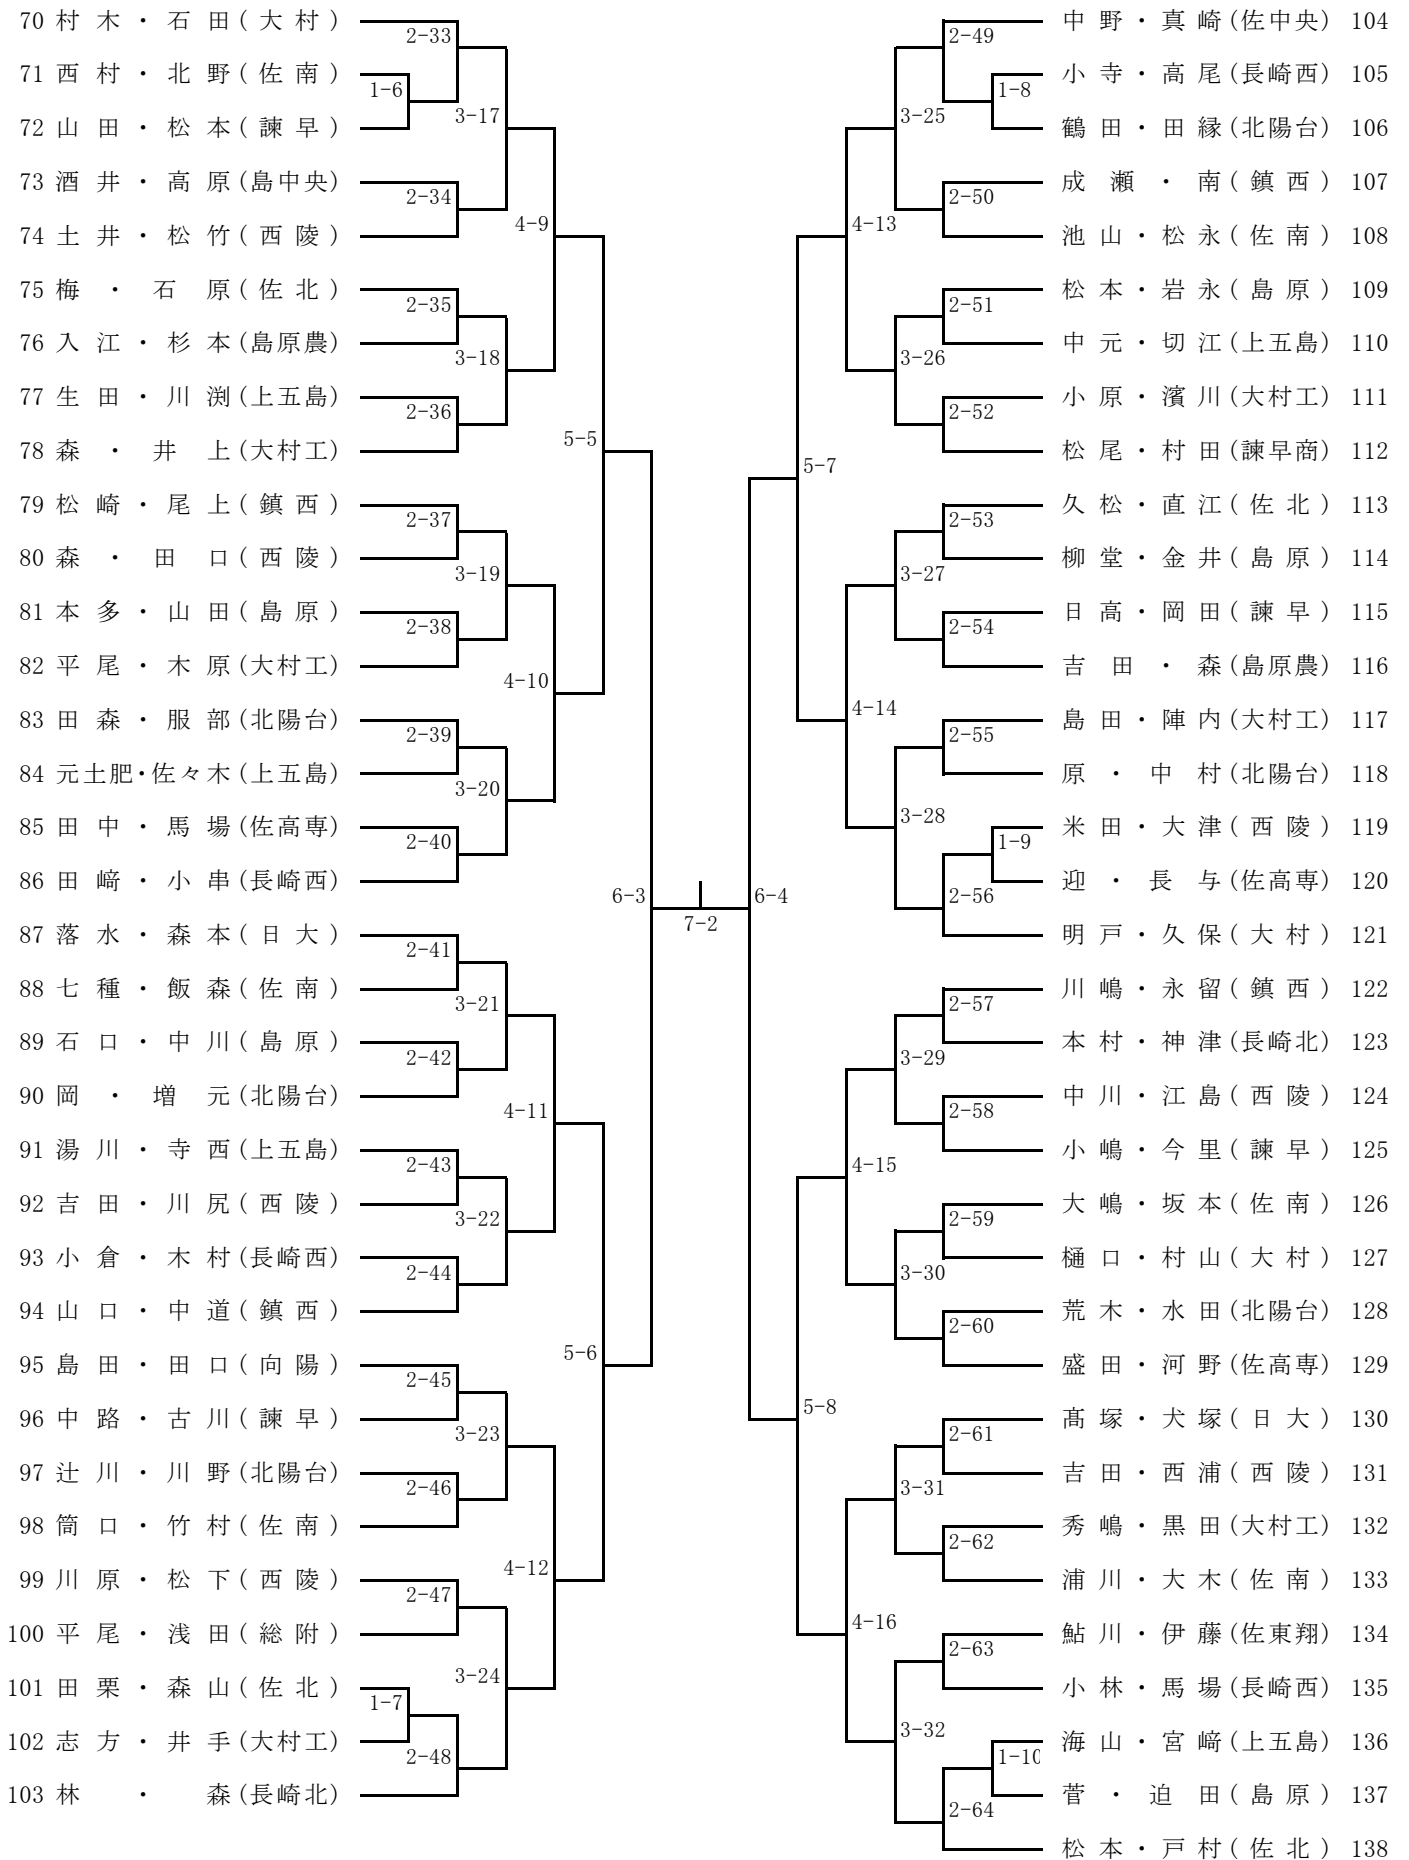 70 村木・石田(大村)
71 西村・北野(佐南)
72 山田・松本(諫早)
73 酒井・高原(島中央)
74 土井・松竹(西陵)
75 梅・石原(佐北)
76 入江・杉本(島原農)
77 生田・川渕(上五島)
78 森・井上(大村工)
79 松崎・尾上(鎮西)
80 森・田口(西陵)
81 本多・山田(島原)
82 平尾・木原(大村工)
83 田森・服部(北陽台)
84 元土肥・佐々木(上五島)
85 田中・馬場(佐高専)
86 田﨑・小串(長崎西)
87 落水・森本(日大)
88 七種・飯森(佐南)
89 石口・中川(島原)
90 岡・増元(北陽台)
91 湯川・寺西(上五島)
92 吉田・川尻(西陵)
93 小倉・木村(長崎西)
94 山口・中道(鎮西)
95 島田・田口(向陽)
96 中路・古川(諫早)
97 辻川・川野(北陽台)
98 筒口・竹村(佐南)
99 川原・松下(西陵)
100 平尾・浅田(総附)
101 田栗・森山(佐北)
102 志方・井手(大村工)
103 林・森(長崎北)
1-6
1-7
2-33
2-34
2-35
2-36
2-37
2-38
2-39
2-40
2-41
2-42
2-43
2-44
2-45
2-46
2-47
2-48
3-17
3-18
3-19
3-20
3-21
3-22
3-23
3-24
4-9
4-10
4-11
4-12
5-5
5-6
6-3
7-2
6-4
5-7
5-8
4-13
4-14
4-15
4-16
3-25
3-26
3-27
3-28
3-29
3-30
3-31
3-32
2-49
2-50
2-51
2-52
2-53
2-54
2-55
2-56
2-57
2-58
2-59
2-60
2-61
2-62
2-63
2-64
1-8
1-9
1-10
中野・真崎(佐中央) 104
小寺・高尾(長崎西) 105
鶴田・田縁(北陽台) 106
成瀬・南(鎮西) 107
池山・松永(佐南) 108
松本・岩永(島原) 109
中元・切江(上五島) 110
小原・濱川(大村工) 111
松尾・村田(諫早商) 112
久松・直江(佐北) 113
柳堂・金井(島原) 114
日高・岡田(諫早) 115
吉田・森(島原農) 116
島田・陣内(大村工) 117
原・中村(北陽台) 118
米田・大津(西陵) 119
迎・長与(佐高専) 120
明戸・久保(大村) 121
川嶋・永留(鎮西) 122
本村・神津(長崎北) 123
中川・江島(西陵) 124
小嶋・今里(諫早) 125
大嶋・坂本(佐南) 126
樋口・村山(大村) 127
荒木・水田(北陽台) 128
盛田・河野(佐高専) 129
髙塚・犬塚(日大) 130
吉田・西浦(西陵) 131
秀嶋・黒田(大村工) 132
浦川・大木(佐南) 133
鮎川・伊藤(佐東翔) 134
小林・馬場(長崎西) 135
海山・宮﨑(上五島) 136
菅・迫田(島原) 137
松本・戸村(佐北) 138